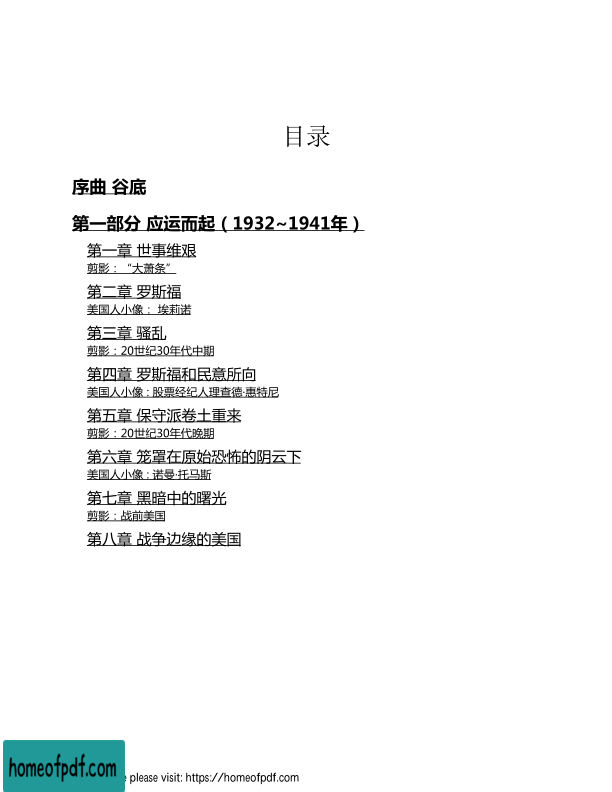 目录
序曲 谷底
第一部分 应运而起（1932~1941年）
第一章 世事维艰
剪影：“大萧条”
第二章 罗斯福
美国人小像： 埃莉诺
第三章 骚乱
剪影：20世纪30年代中期
第四章 罗斯福和民意所向
美国人小像：股票经纪人理查德·惠特尼
第五章 保守派卷土重来
剪影：20世纪30年代晚期
第六章 笼罩在原始恐怖的阴云下
美国人小像：诺曼·托马斯
第七章 黑暗中的曙光
剪影：战前美国
第八章 战争边缘的美国
homeofpdf.com
please visit: https://homeofpdf.com